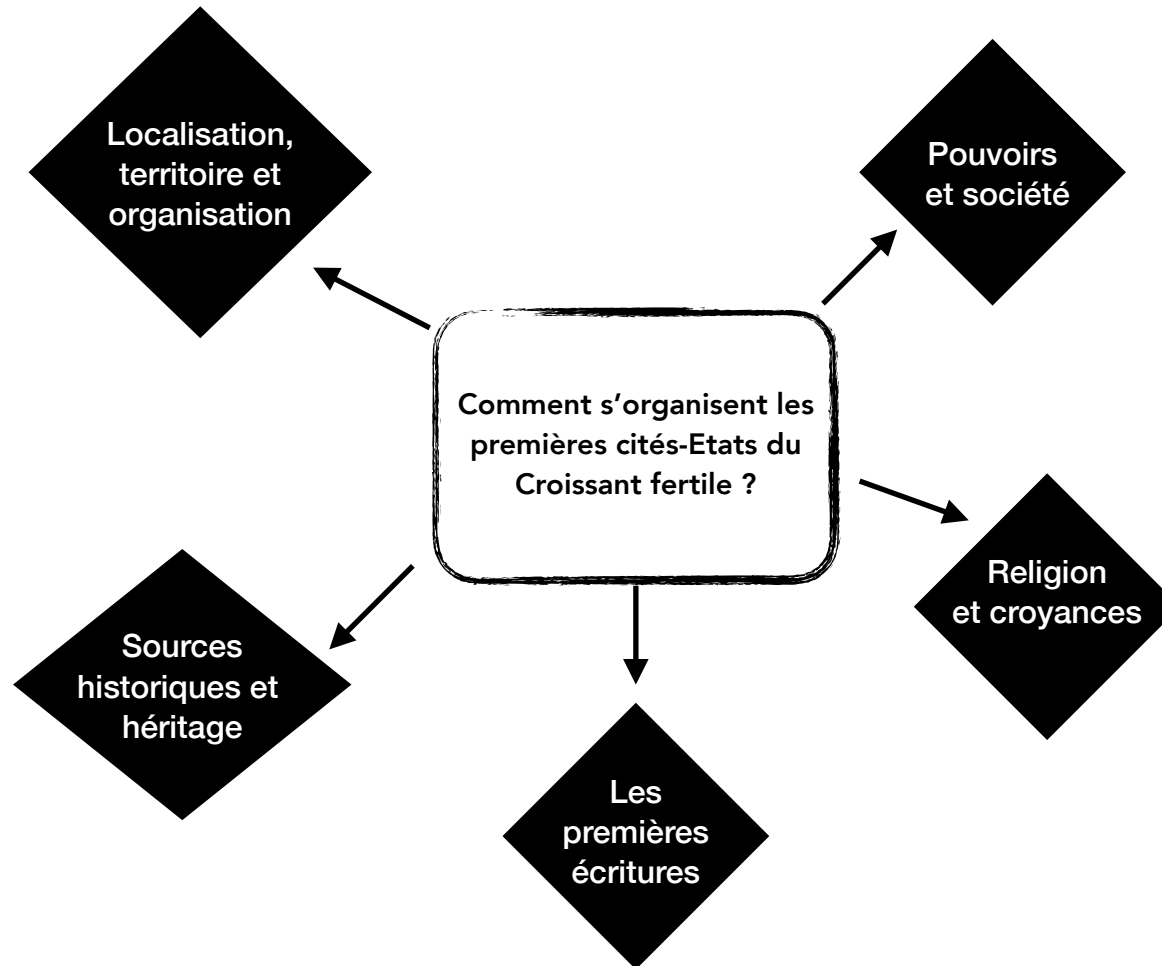 Localisation,
territoire et
organisation
Pouvoirs
et société
Comment s’organisent les
premières cités-Etats du
Croissant fertile ?
Religion
et croyances
Sources
historiques et
héritage
Les
premières
écritures